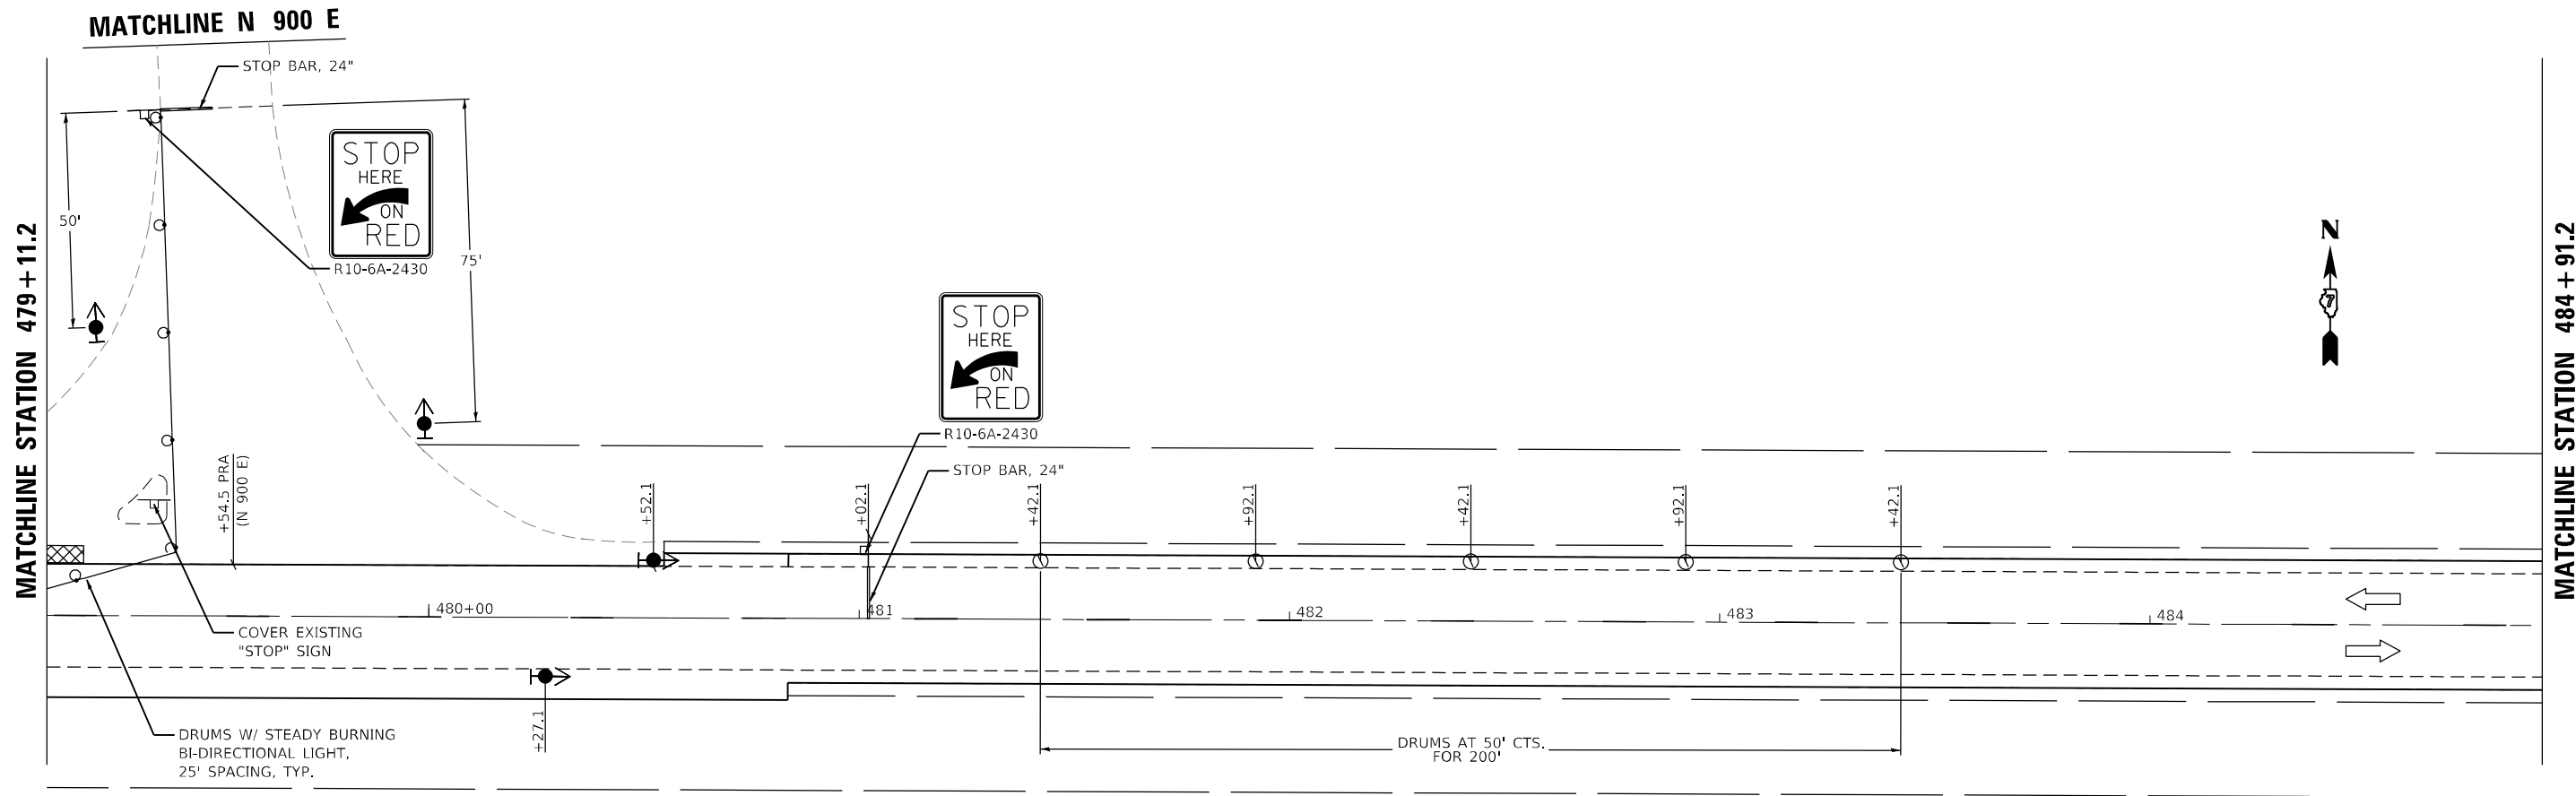 MATCHLINE N 900 E
STOP BAR, 24"
STOP
HERE
ON
RED
R10-6A-2430
50'
75'
MATCHLINE STATION 479+11.2
MATCHLINE STATION 484+91.2
N
7
STOP
HERE
ON
RED
R10-6A-2430
STOP BAR, 24"
+54.5 PRA
(N 900 E)
+52.1
+02.1
+42.1
+92.1
+42.1
+92.1
+42.1
480+00
481
482
483
484
COVER EXISTING
"STOP" SIGN
+27.1
DRUMS W/ STEADY BURNING
BI-DIRECTIONAL LIGHT,
25' SPACING, TYP.
DRUMS AT 50' CTS.
FOR 200'